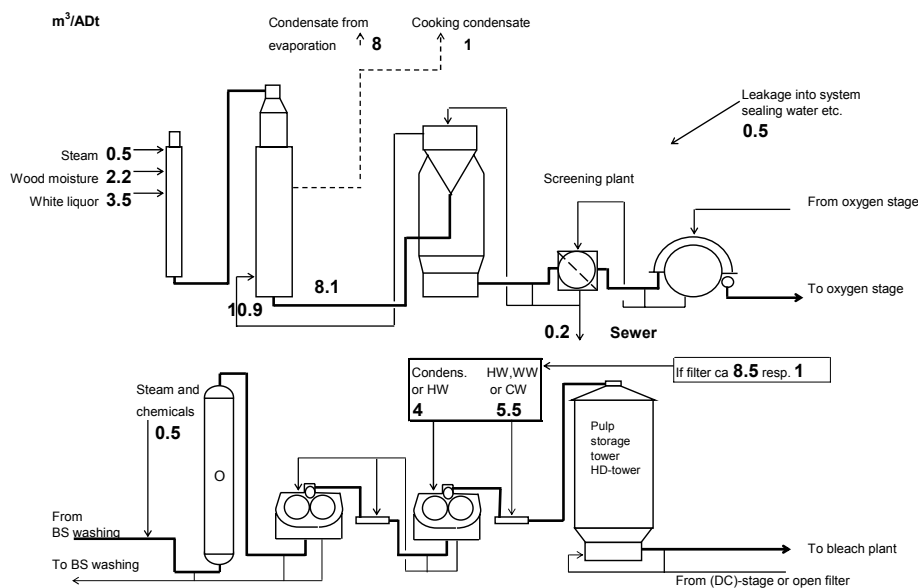 m³/ADt
Condensate from
evaporation 8
Cooking condensate
1
Leakage into system
sealing water etc.
0.5
Steam 0.5
Wood moisture 2.2
White liquor 3.5
Screening plant
From oxygen stage
8.1
10.9
To oxygen stage
0.2 Sewer
Condens.
or HW
4
HW,WW
or CW
5.5
If filter ca 8.5 resp. 1
Steam and
chemicals
0.5
O
Pulp
storage
tower
HD-tower
From
BS washing
To BS washing
To bleach plant
From (DC)-stage or open filter